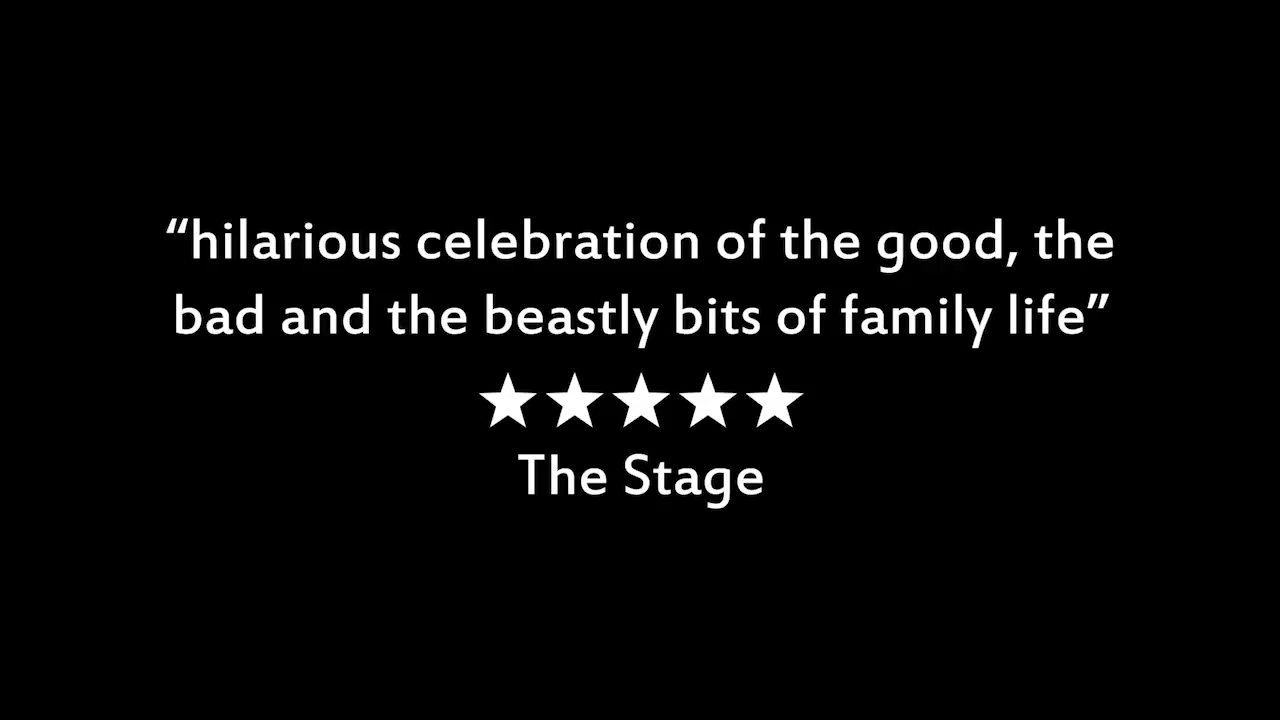 “hilarious celebration of the good, the
bad and the beastly bits of family life”
★★★★★
The Stage